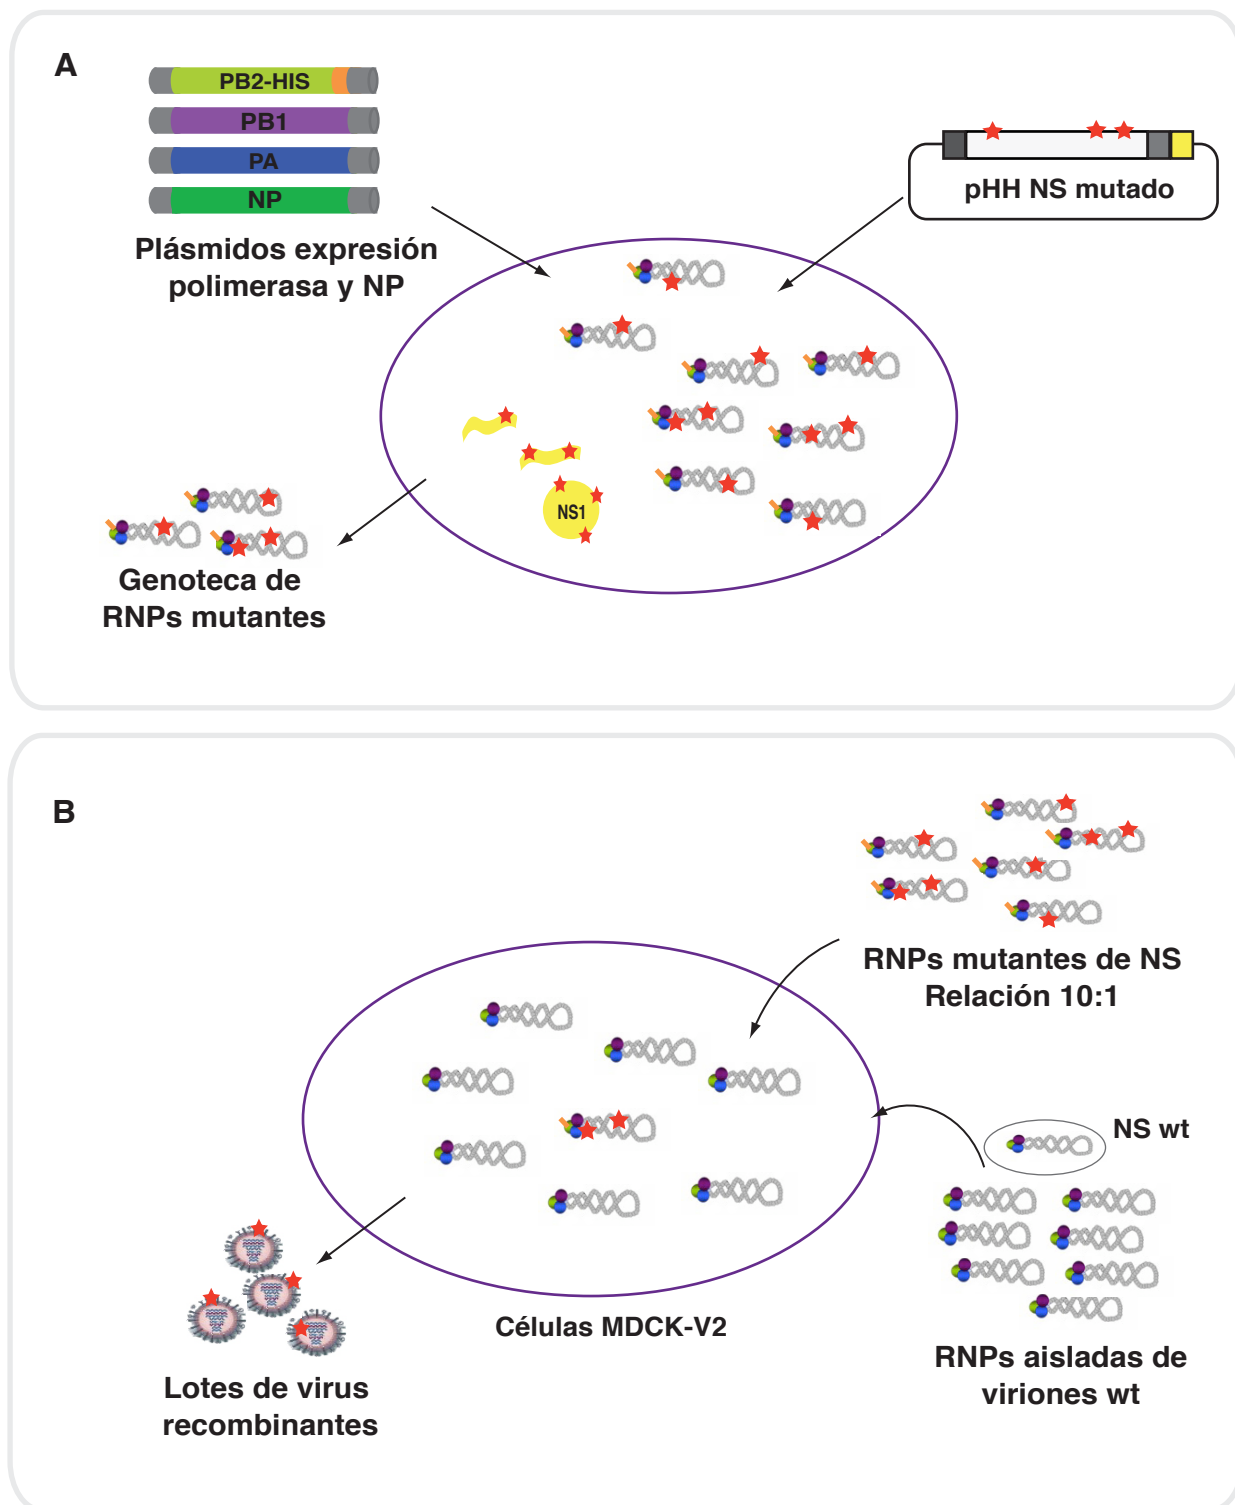 A
PB2-HIS
PB1
PA
NP
Plásmidos expresión
polimerasa y NP
pHH NS mutado
NS1
Genoteca de
RNPs mutantes
B
RNPs mutantes de NS
Relación 10:1
NS wt
Células MDCK-V2
RNPs aisladas de
viriones wt
Lotes de virus
recombinantes